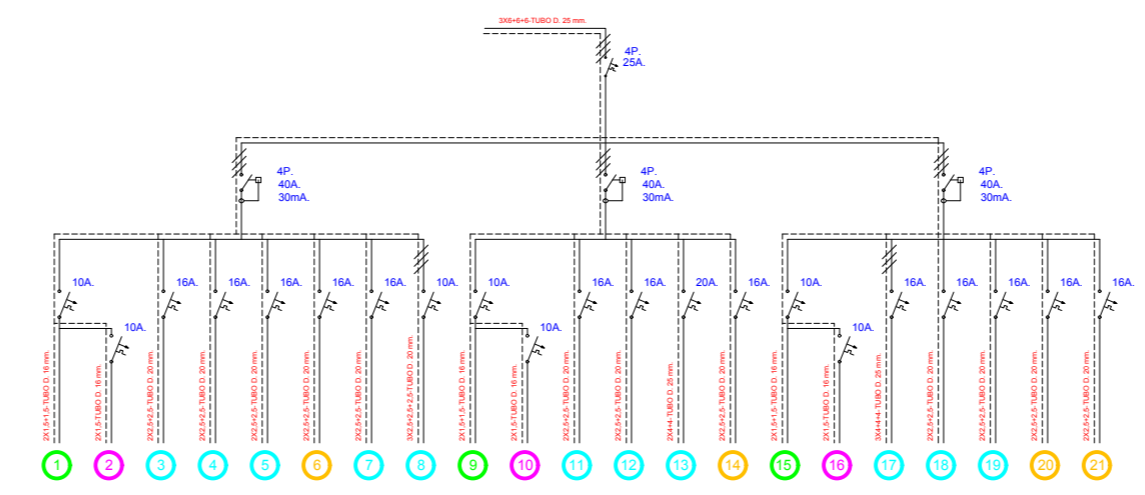 3X6+6+6-TUBO D. 25 mm.
4P.
25A.
4P.
40A.
30mA.
4P.
40A.
30mA.
4P.
40A.
30mA.
10A.
16A.
16A.
16A.
16A.
16A.
10A.
10A.
16A.
16A.
20A.
16A.
10A.
16A.
16A.
16A.
16A.
16A.
10A.
10A.
10A.
2X1,5+1,5-TUBO D. 16 mm.
2X1,5-TUBO D. 16 mm.
2X2,5+2,5-TUBO D. 20 mm.
2X2,5+2,5-TUBO D. 20 mm.
2X2,5+2,5-TUBO D. 20 mm.
2X2,5+2,5-TUBO D. 20 mm.
2X2,5+2,5-TUBO D. 20 mm.
3X2,5+2,5+2,5-TUBO D. 20 mm.
2X1,5+1,5-TUBO D. 16 mm.
2X1,5-TUBO D. 16 mm.
2X2,5+2,5-TUBO D. 20 mm.
2X2,5+2,5-TUBO D. 20 mm.
2X4+4-TUBO D. 25 mm.
2X2,5+2,5-TUBO D. 20 mm.
2X1,5+1,5-TUBO D. 16 mm.
2X1,5-TUBO D. 16 mm.
3X4+4+4-TUBO D. 25 mm.
2X2,5+2,5-TUBO D. 20 mm.
2X2,5+2,5-TUBO D. 20 mm.
2X2,5+2,5-TUBO D. 20 mm.
2X2,5+2,5-TUBO D. 20 mm.
1
2
3
4
5
6
7
8
9
10
11
12
13
14
15
16
17
18
19
20
21